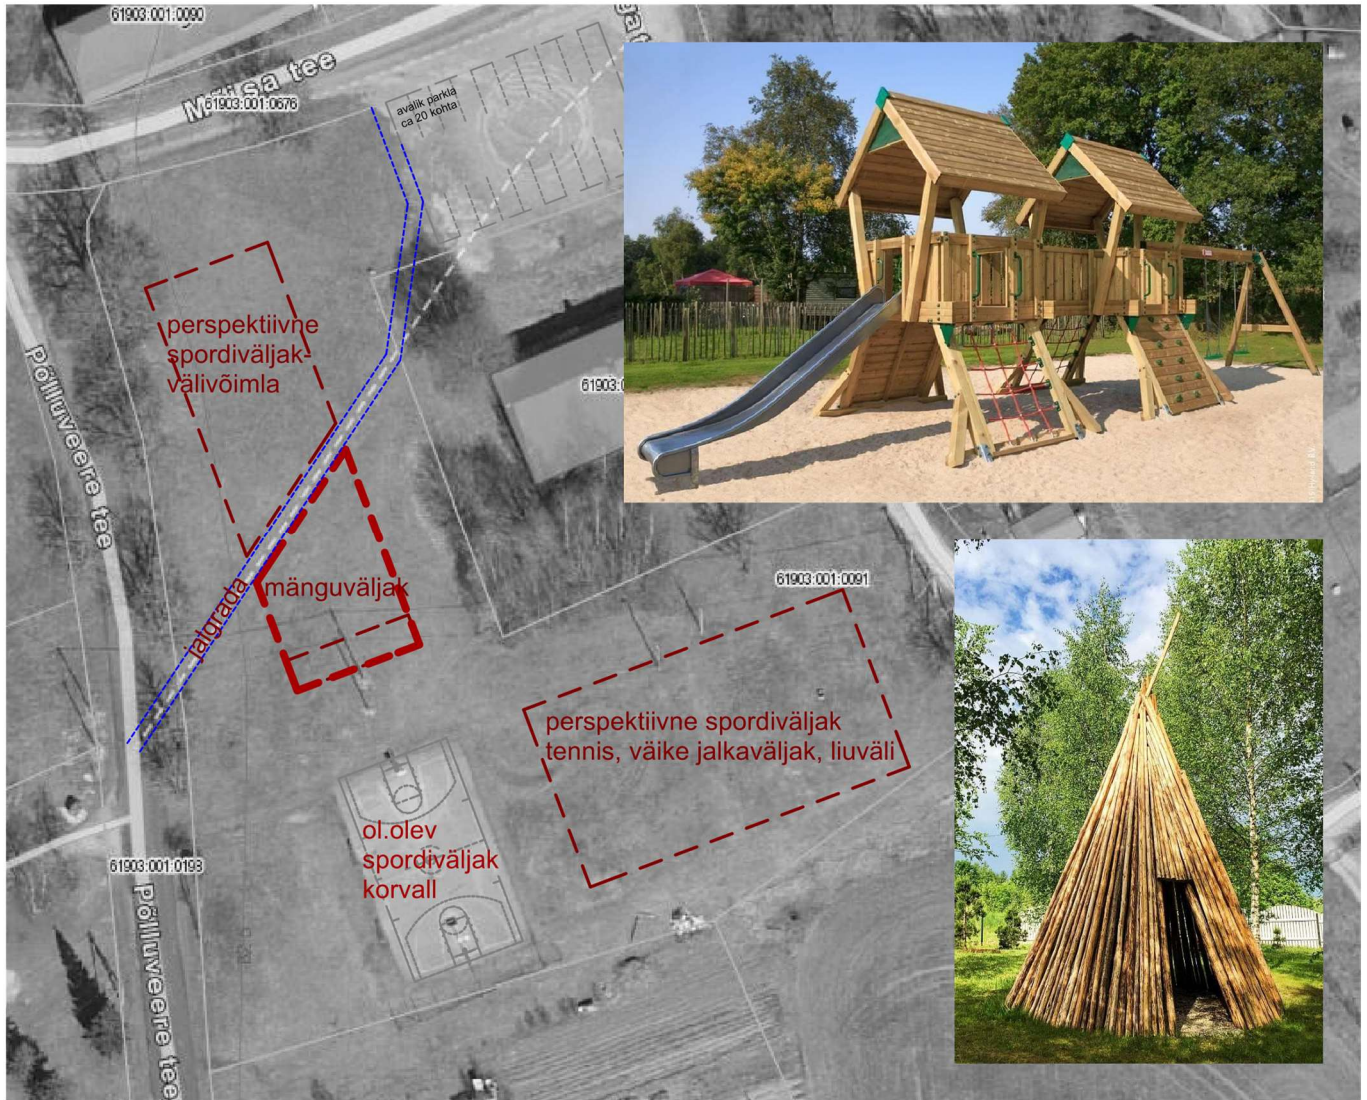 61903:001:0090
Mõisa tee
61903:001:0676
avalik parkla
ca 20 kohta
perspektiivne
spordiväljak-
välivõimla
61903:0
Põlluveere tee
61903:001:0091
mänguväljak
jalgrada
perspektiivne spordiväljak
tennis, väike jalkaväljak, liuväli
ol.olev
spordiväljak
korvall
61903:001:0193
Põlluveere tee